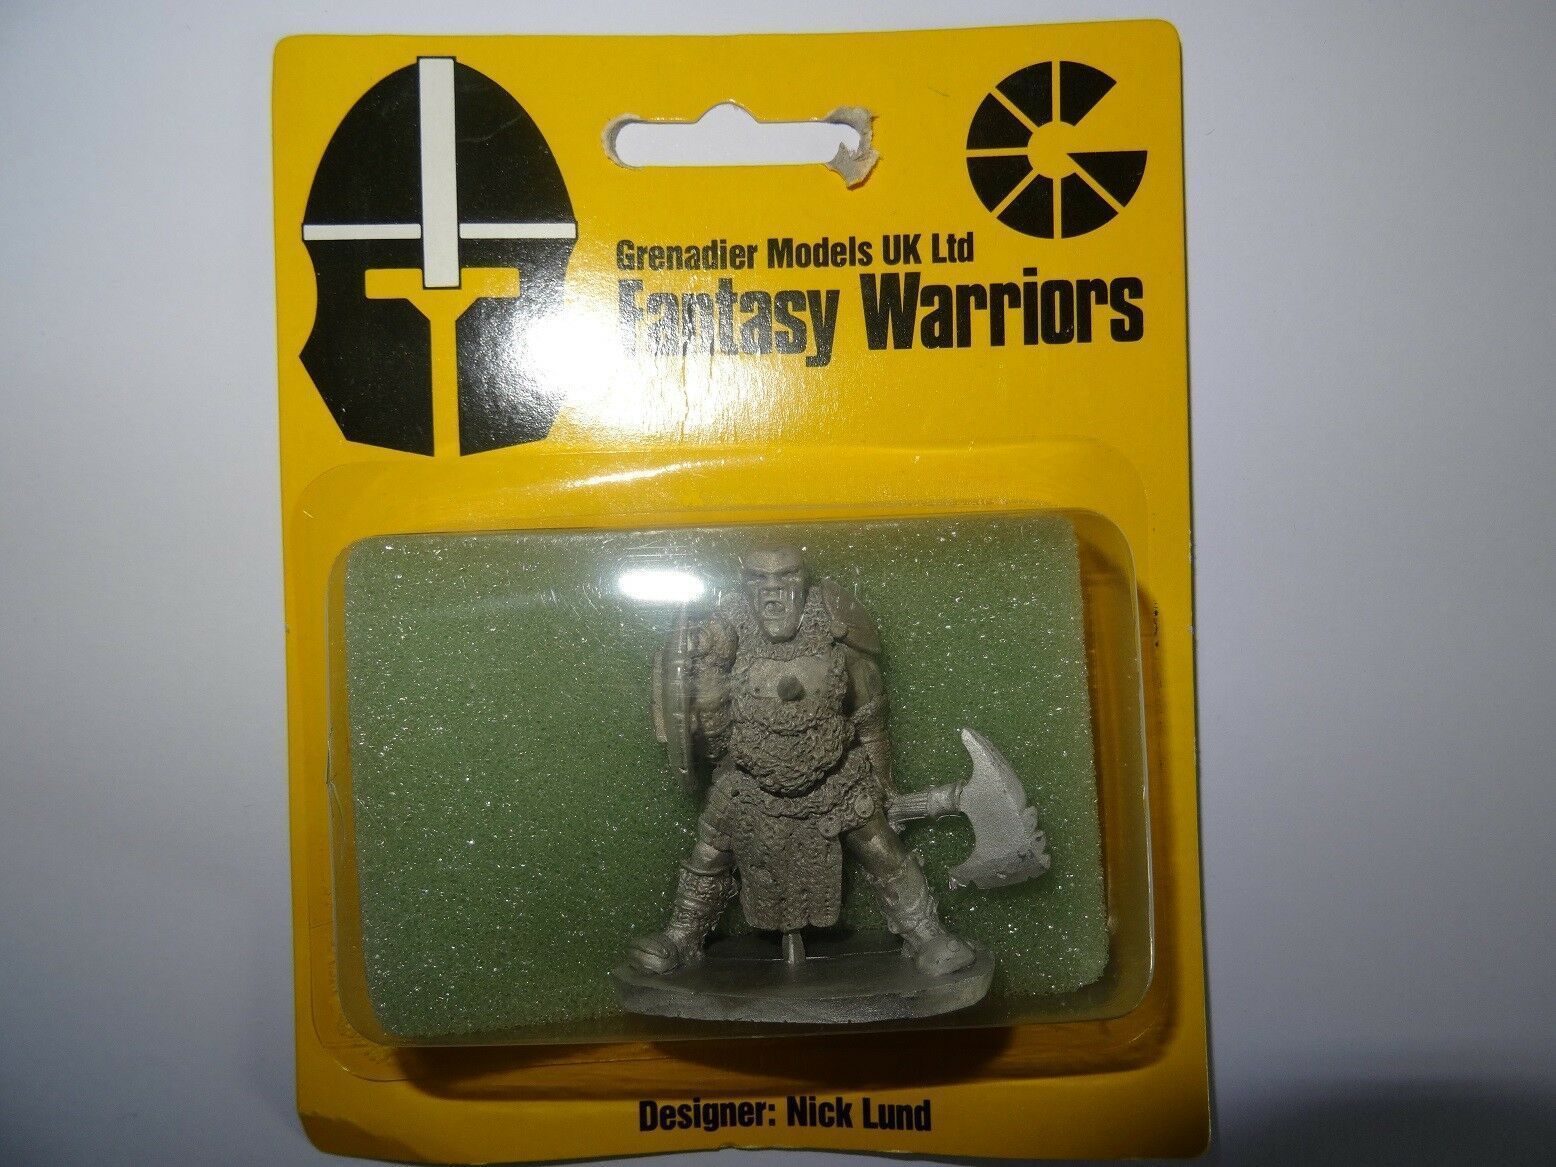 Grenadier Models UK Ltd
Fantasy Warriors
Designer: Nick Lund